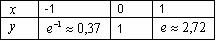 x -1 0 1
y e⁻¹ ≈ 0,37 1 e ≈ 2,72